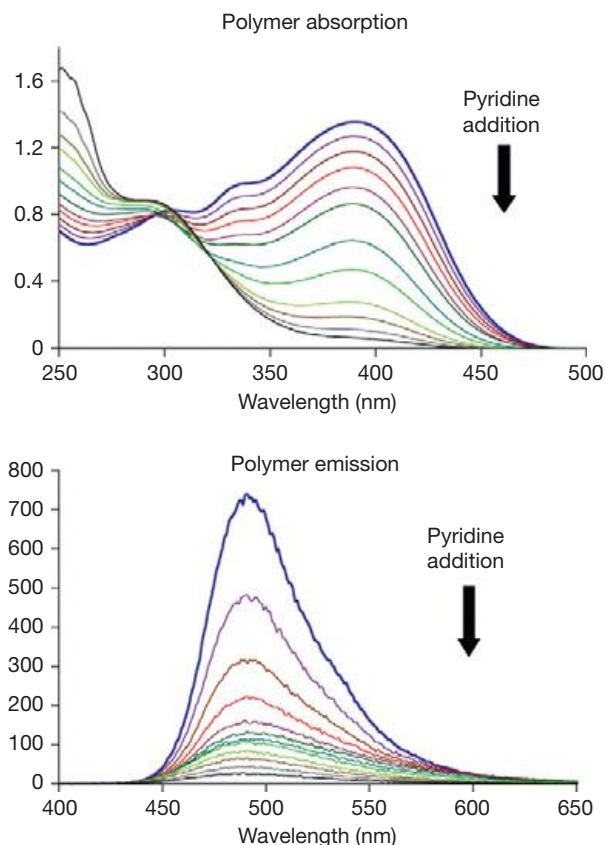 Polymer absorption
1.6
1.2
0.8
0.4
0
Pyridine
addition
250 300 350 400 450 500
Wavelength (nm)
Polymer emission
800
700
600
500
400
300
200
100
0
Pyridine
addition
400 450 500 550 600 650
Wavelength (nm)